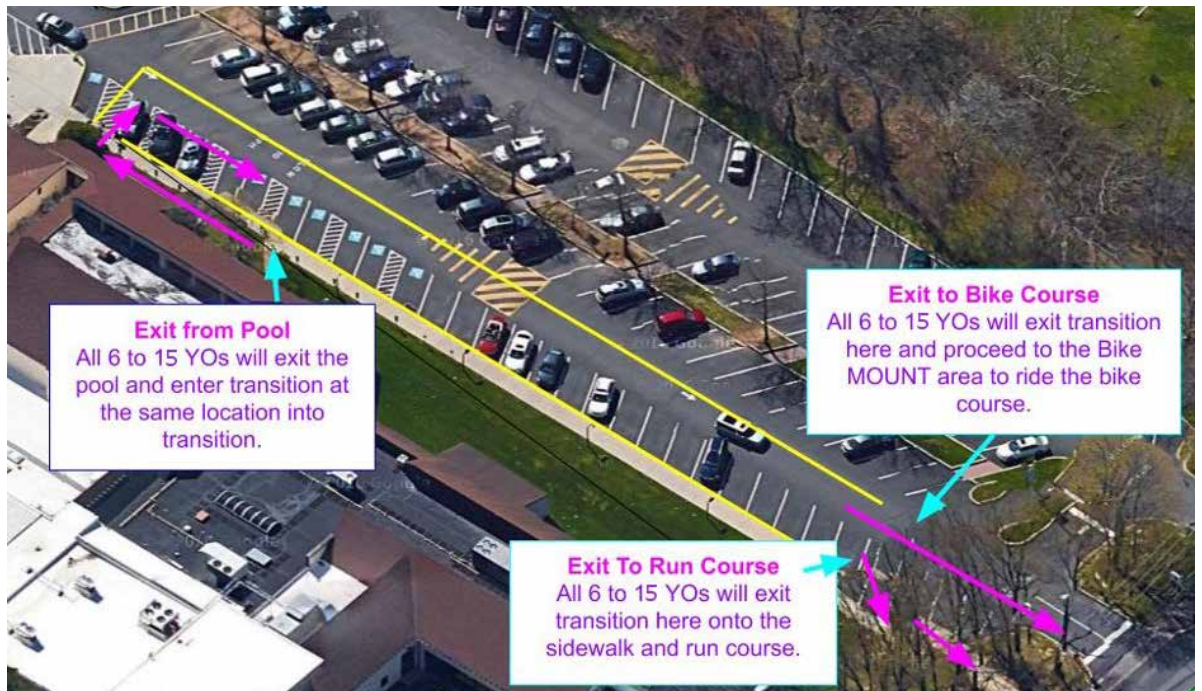 Exit from Pool
All 6 to 15 YOs will exit the
pool and enter transition at
the same location into
transition.
Exit to Bike Course
All 6 to 15 YOs will exit transition
here and proceed to the Bike
MOUNT area to ride the bike
course.
Exit To Run Course
All 6 to 15 YOs will exit
transition here onto the
sidewalk and run course.